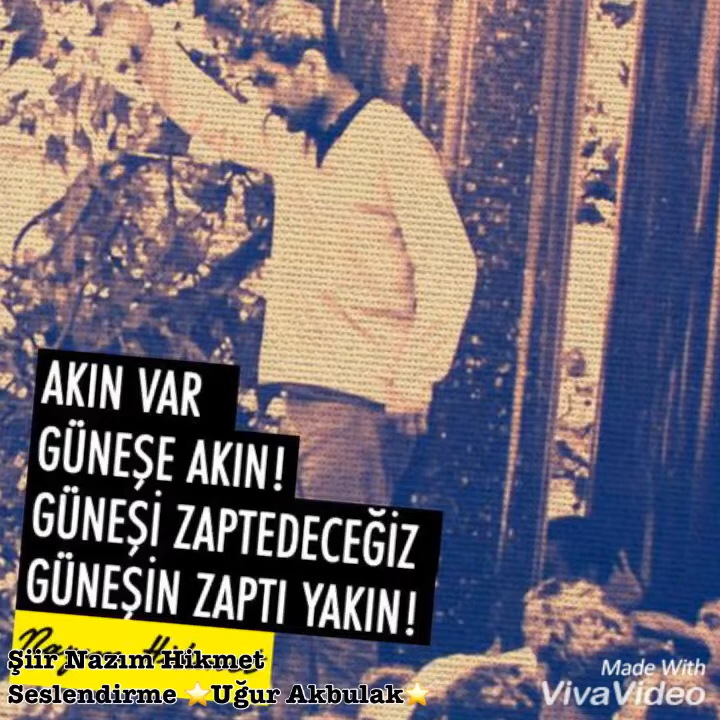 AKIN VAR
GÜNEŞE AKIN!
GÜNEŞİ ZAPTEDECEĞİZ
GÜNEŞİN ZAPTI YAKIN!
Şiir Nazım Hikmet
Seslendirme ⭐Uğur Akbulak⭐
Made With
VivaVideo